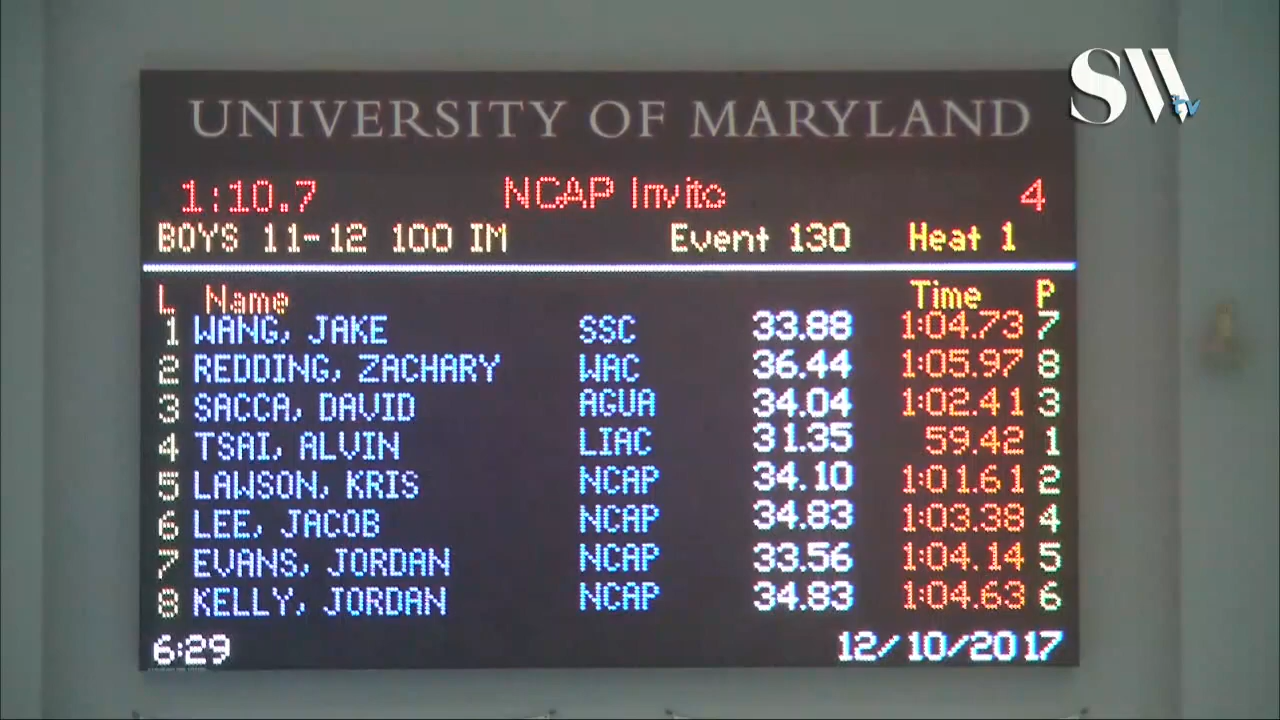 SW tv
UNIVERSITY OF MARYLAND
1:10.7 NCAP Invite 4
BOYS 11-12 100 IM Event 130 Heat 1
L Name Time P
1 WANG, JAKE SSC 33.88 1:04.73 7
2 REDDING, ZACHARY WAC 36.44 1:05.97 8
3 SACCA, DAVID AGUA 34.04 1:02.41 3
4 TSAI, ALVIN LIAC 31.35 59.42 1
5 LAWSON, KRIS NCAP 34.10 1:01.61 2
6 LEE, JACOB NCAP 34.83 1:03.38 4
7 EVANS, JORDAN NCAP 33.56 1:04.14 5
8 KELLY, JORDAN NCAP 34.83 1:04.63 6
6:29 12/10/2017